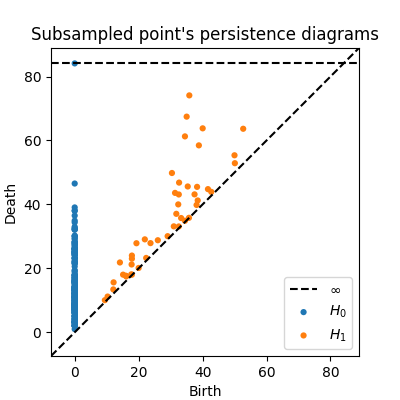 Subsampled point's persistence diagrams
Death
80
60
40
20
0
∞
H₀
H₁
0 20 40 60 80
Birth